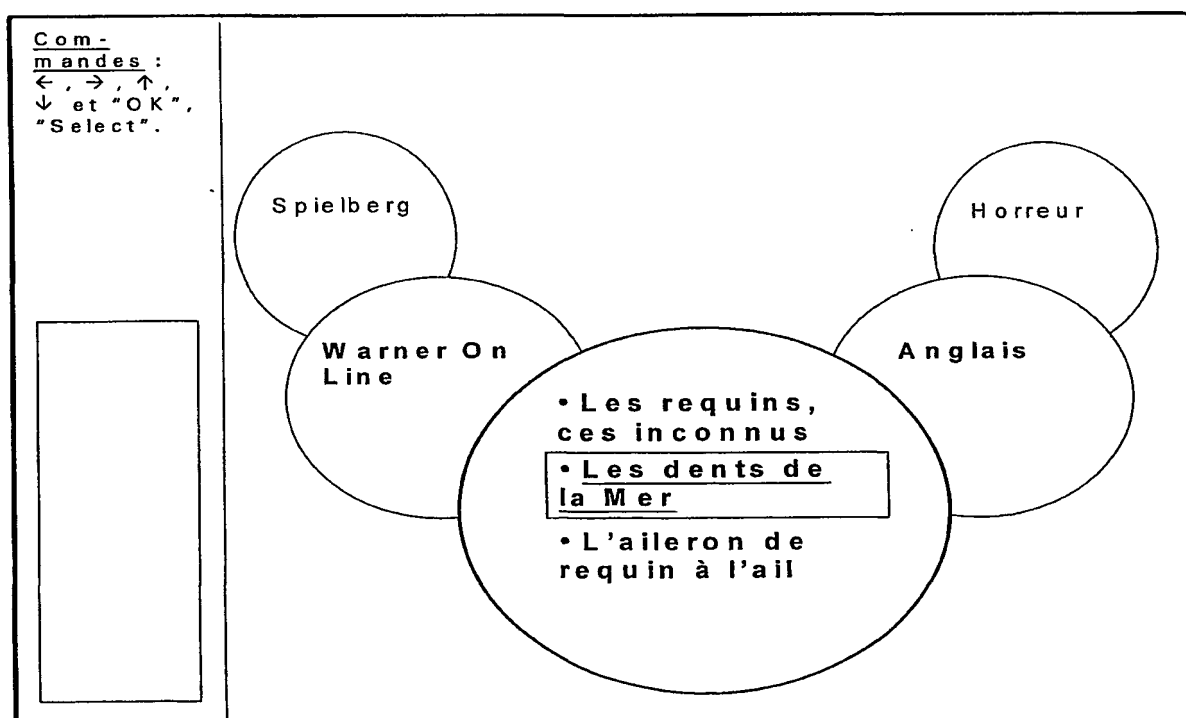 Com-
mandes :
←, →, ↑,
↓ et "OK",
"Select".
Spielberg
Horreur
Warner On
Line
Anglais
• Les requins,
ces inconnus
• Les dents de
la Mer
• L'aileron de
requin à l'ail